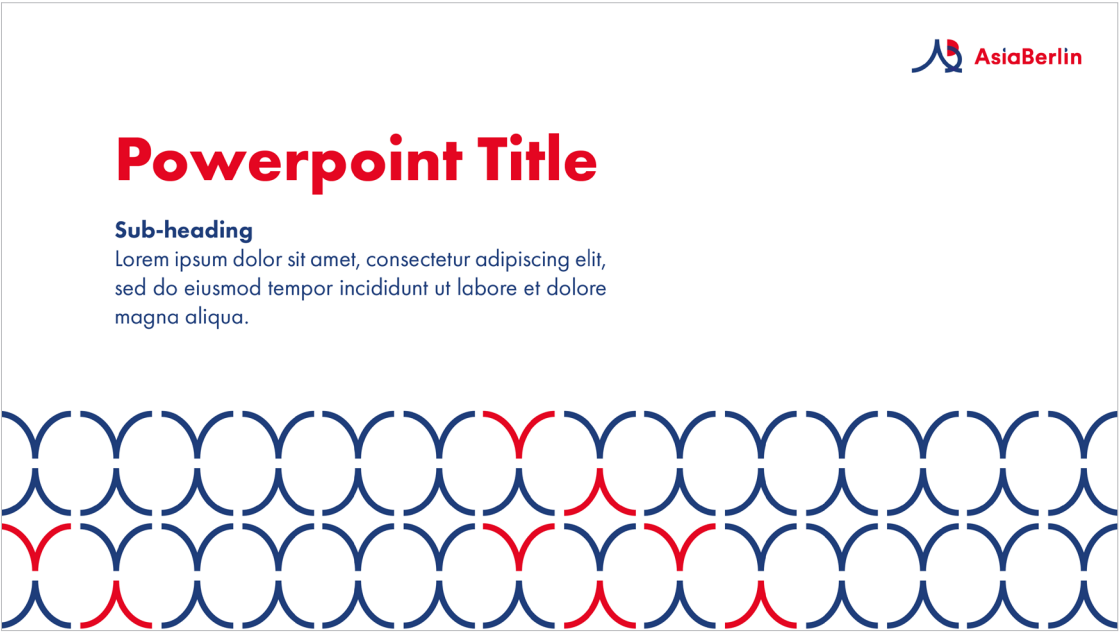 AsiaBerlin
Powerpoint Title
Sub-heading
Lorem ipsum dolor sit amet, consectetur adipiscing elit,
sed do eiusmod tempor incididunt ut labore et dolore
magna aliqua.